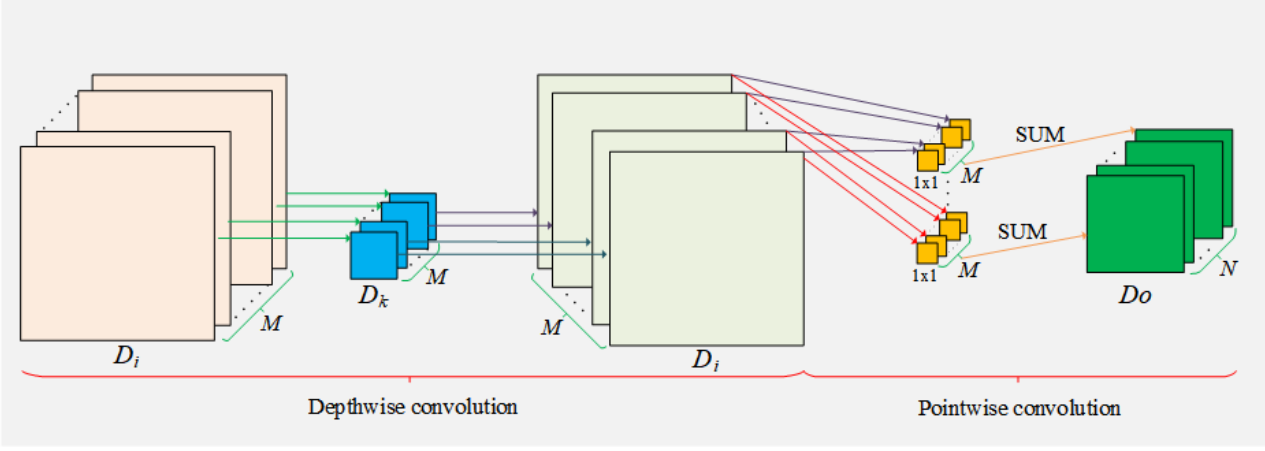 SUM
1x1
M
M
D_k
M
SUM
1x1
M
N
Do
M
D_i
D_i
Depthwise convolution
Pointwise convolution